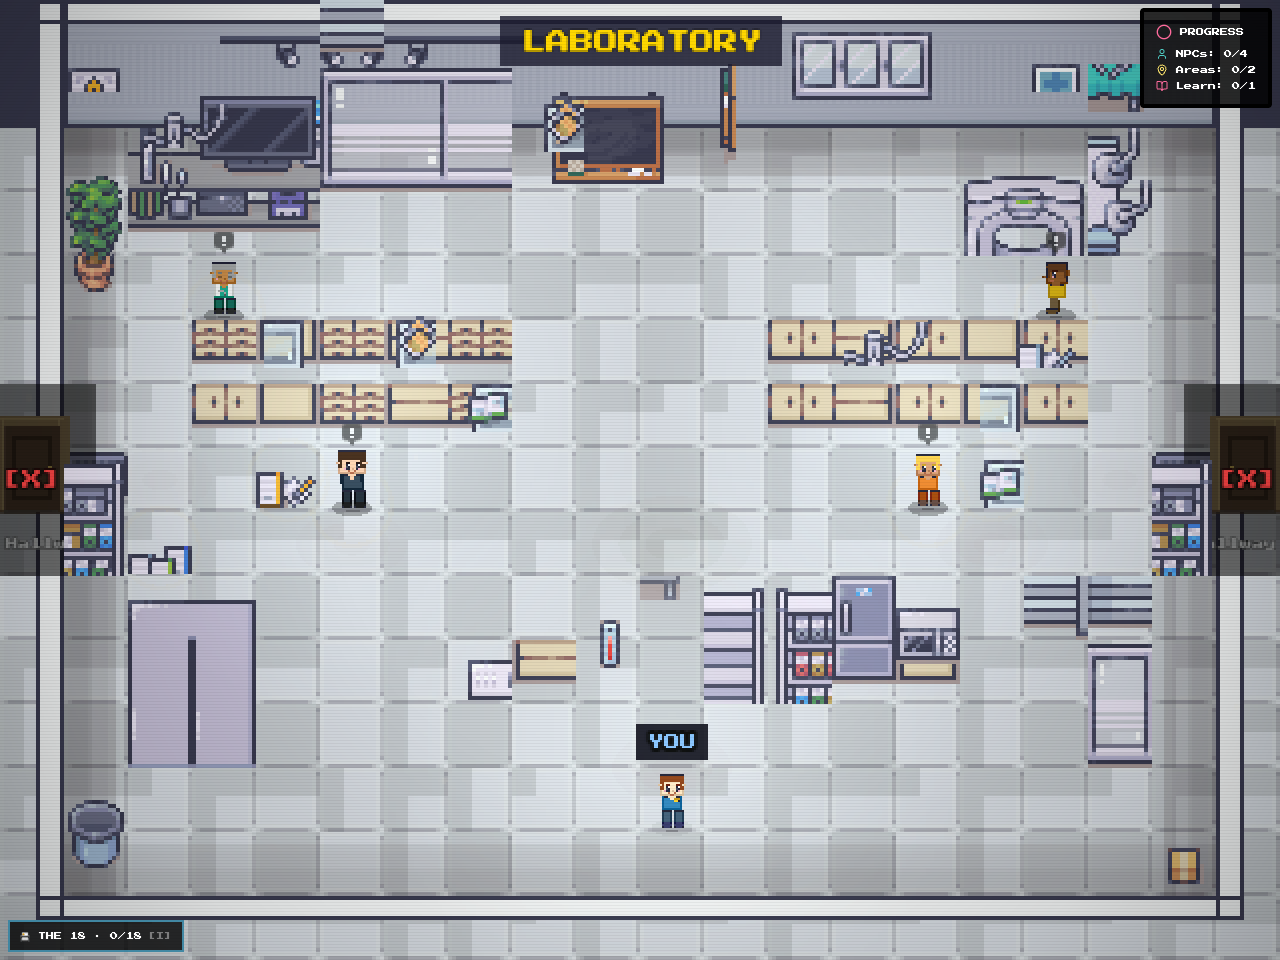 LABORATORY
PROGRESS
NPCs: 0/4
Areas: 0/2
Learn: 0/1
[X]
[X]
YOU
THE 18 · 0/18 [I]